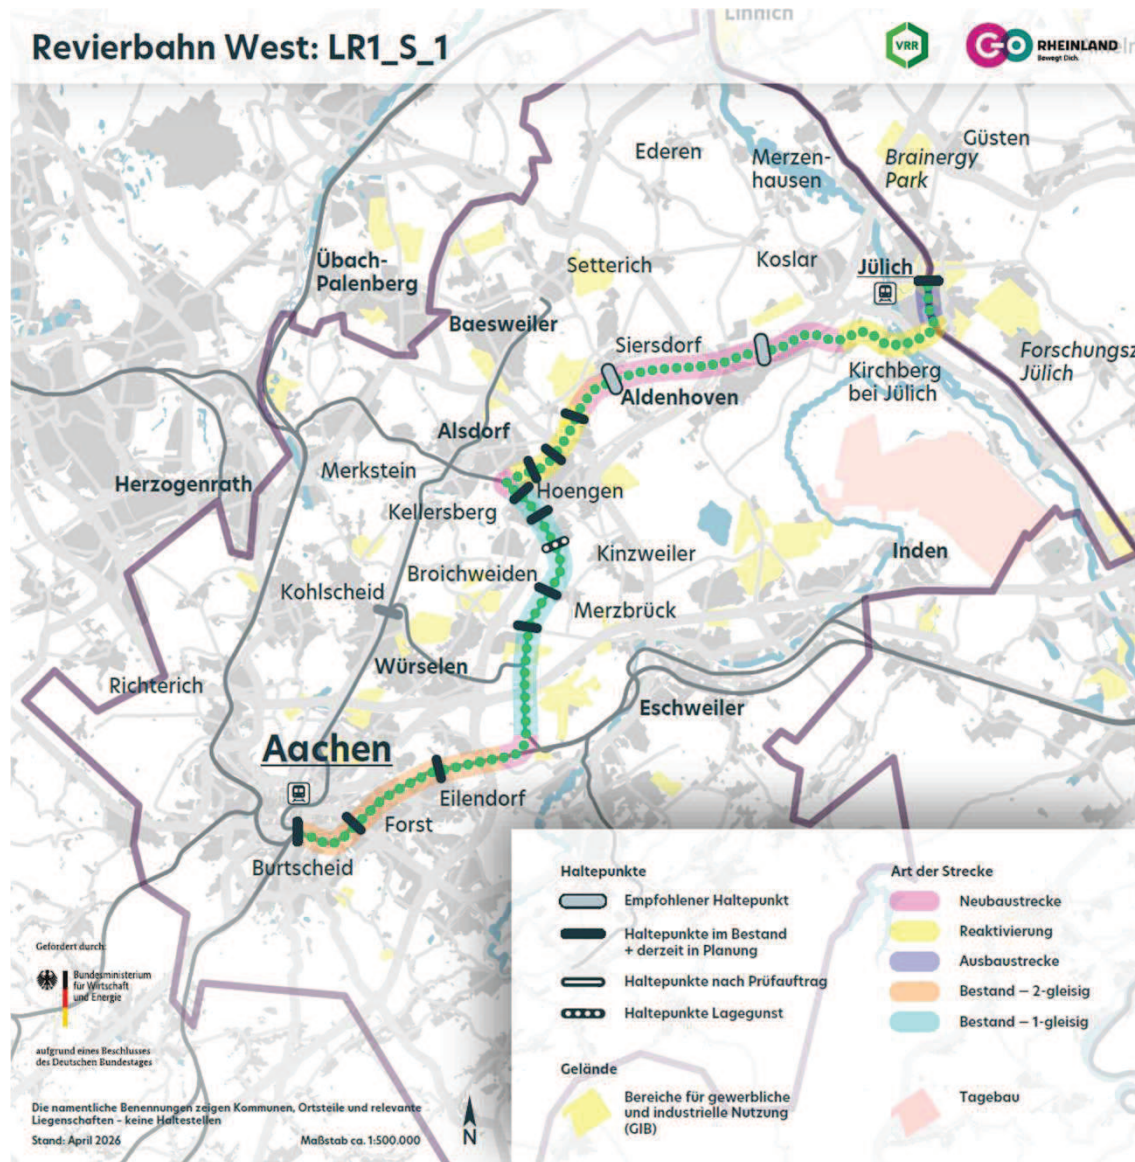 Linnich
Revierbahn West: LR1_S_1
VRR
GO RHEINLAND
Bewegt Dich.
Ederen
Merzen-
hausen
Brainergy
Park
Güsten
Übach-
Palenberg
Setterich
Koslar
Jülich
Baesweiler
Siersdorf
Forschungsz
Jülich
Kirchberg
bei Jülich
Aldenhoven
Alsdorf
Merkstein
Herzogenrath
Hoengen
Kellersberg
Kinzweiler
Inden
Broichweiden
Kohlscheid
Merzbrück
Würselen
Richterich
Eschweiler
Aachen
Eilendorf
Forst
Burtscheid
Haltepunkte
Empfohlener Haltepunkt
Haltepunkte im Bestand
+ derzeit in Planung
Haltepunkte nach Prüfauftrag
Haltepunkte Lagegunst
Art der Strecke
Neubaustrecke
Reaktivierung
Ausbaustrecke
Bestand – 2-gleisig
Bestand – 1-gleisig
Gelände
Bereiche für gewerbliche
und industrielle Nutzung
(GIB)
Tagebau
Gefördert durch:
Bundesministerium
für Wirtschaft
und Energie
aufgrund eines Beschlusses
des Deutschen Bundestages
Die namentliche Benennungen zeigen Kommunen, Ortsteile und relevante
Liegenschaften – keine Haltestellen
Stand: April 2026
Maßstab ca. 1:500.000
N